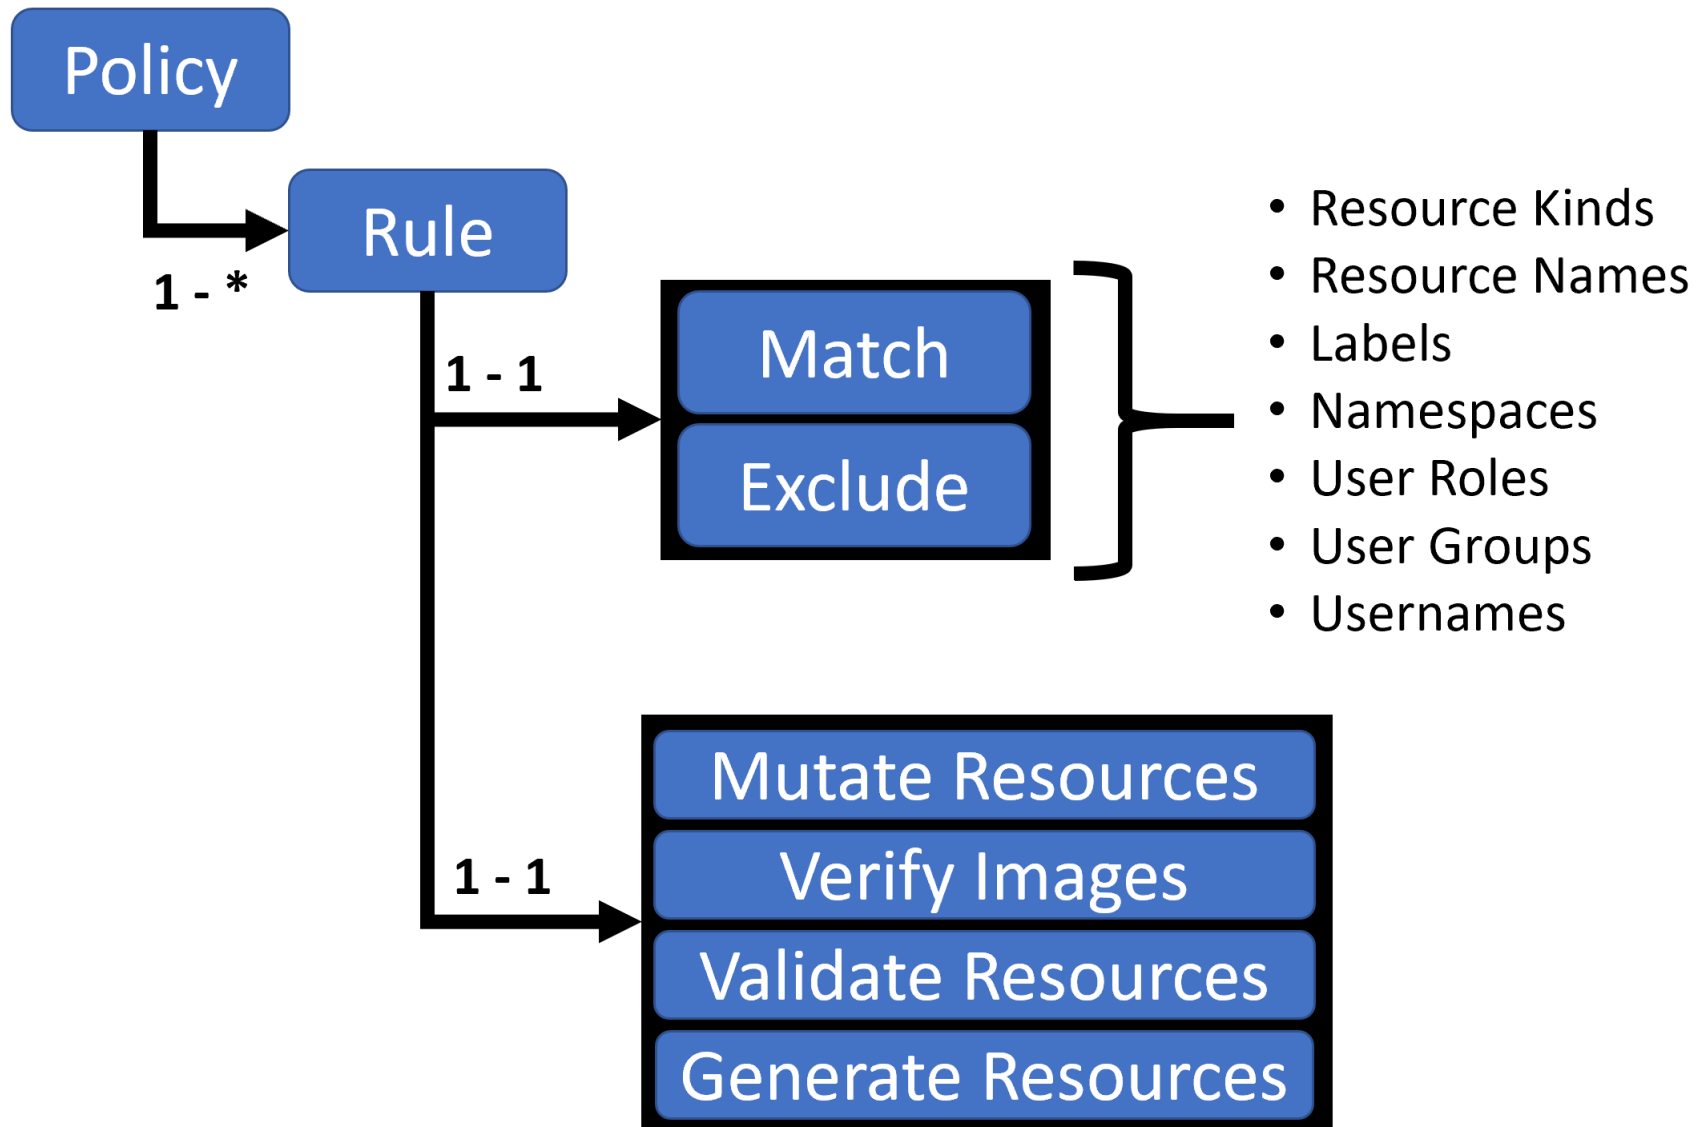 Policy
1 - *
Rule
1 - 1
Match
Exclude
• Resource Kinds
• Resource Names
• Labels
• Namespaces
• User Roles
• User Groups
• Usernames
1 - 1
Mutate Resources
Verify Images
Validate Resources
Generate Resources